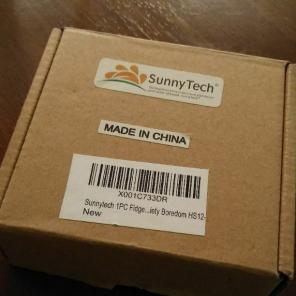 SunnyTech®
MADE IN CHINA
X001C733DR
Sunnytech 1PC Fidge...iety Boredom HS12-
New